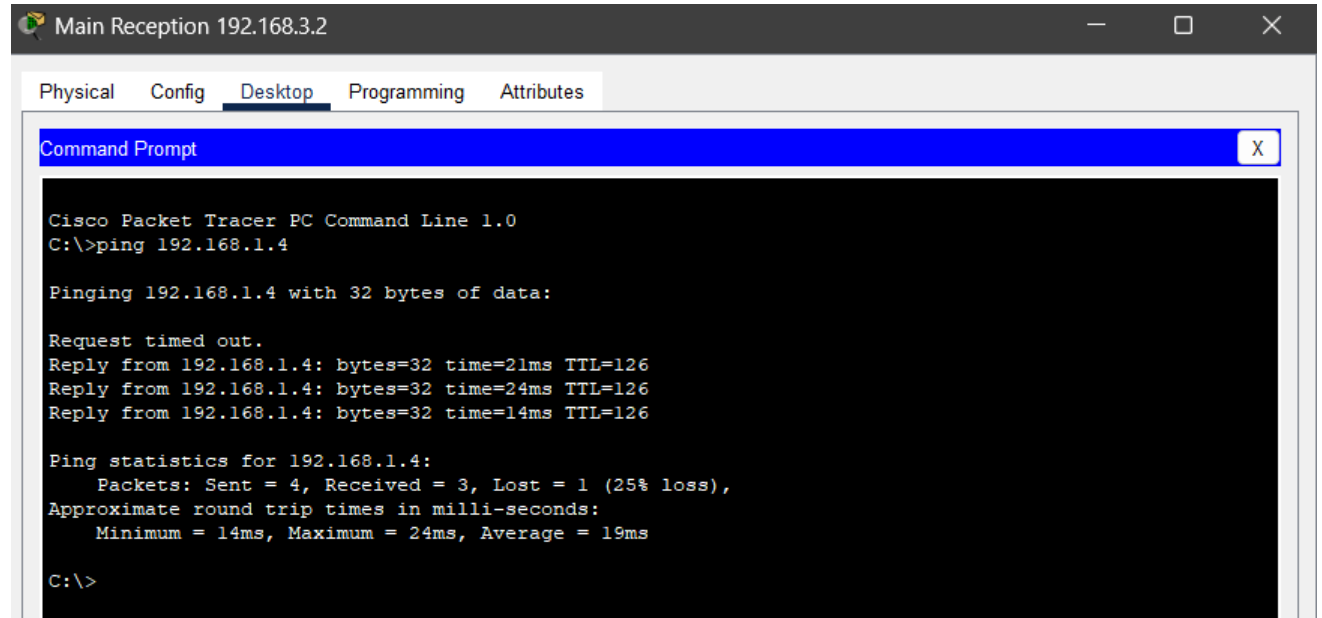 Main Reception 192.168.3.2
Physical Config Desktop Programming Attributes
Command Prompt
X
Cisco Packet Tracer PC Command Line 1.0
C:\>ping 192.168.1.4
Pinging 192.168.1.4 with 32 bytes of data:
Request timed out.
Reply from 192.168.1.4: bytes=32 time=21ms TTL=126
Reply from 192.168.1.4: bytes=32 time=24ms TTL=126
Reply from 192.168.1.4: bytes=32 time=14ms TTL=126
Ping statistics for 192.168.1.4:
Packets: Sent = 4, Received = 3, Lost = 1 (25% loss),
Approximate round trip times in milli-seconds:
Minimum = 14ms, Maximum = 24ms, Average = 19ms
C:\>